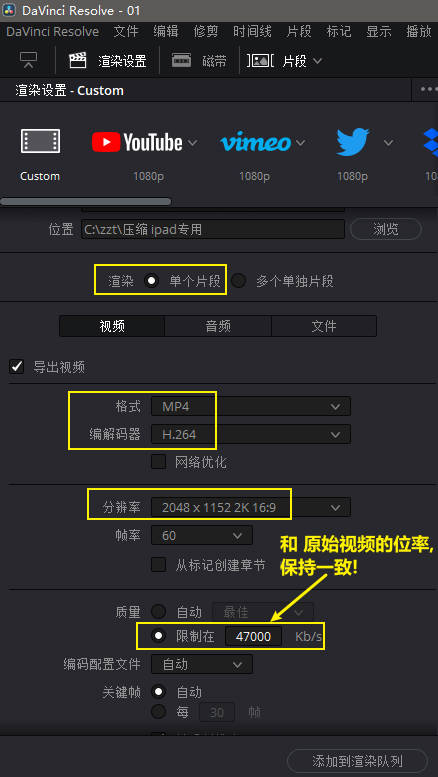 DaVinci Resolve - 01
DaVinci Resolve 文件 编辑 修剪 时间线 片段 标记 显示 播放
渲染设置 磁带 片段
渲染设置 - Custom
YouTube vimeo
Custom 1080p 1080p 1080p 10
位置 C:\zzt\压缩 ipad专用 浏览
渲染 单个片段 多个单独片段
视频 音频 文件
导出视频
格式 MP4
编解码器 H.264
网络优化
分辨率 2048 x 1152 2K 16:9
帧率 60
从标记创建章节
和 原始视频的位率,
保持一致!
质量 自动 最佳
限制在 47000 Kb/s
编码配置文件 自动
关键帧 自动
每 30 帧
添加到渲染队列